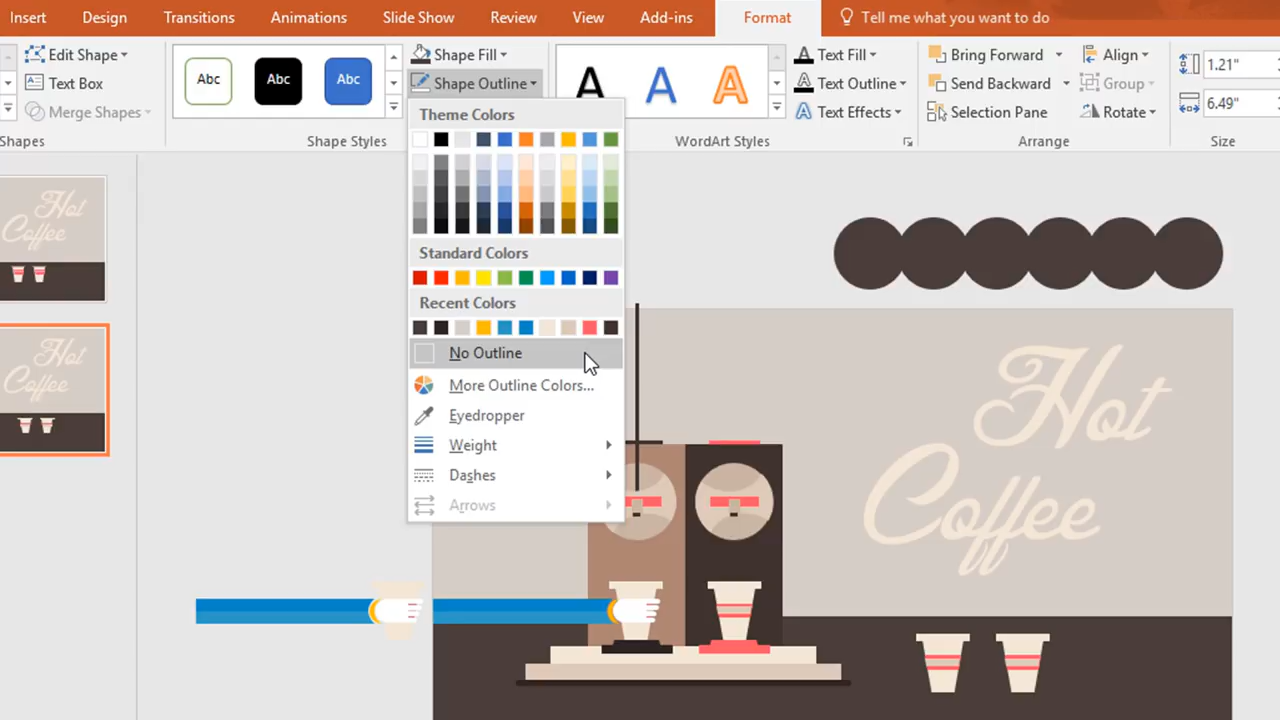 Insert Design Transitions Animations Slide Show Review View Add-ins Format Tell me what you want to do
Edit Shape
Text Box
Merge Shapes
Shapes
Abc Abc Abc
Shape Styles
Shape Fill
Shape Outline
Theme Colors
Standard Colors
Recent Colors
No Outline
More Outline Colors...
Eyedropper
Weight
Dashes
Arrows
A A A
WordArt Styles
Text Fill
Text Outline
Text Effects
Bring Forward
Send Backward
Selection Pane
Align
Group
Rotate
Arrange
1.21"
6.49"
Size
Hot
Coffee
Hot
Coffee
Hot
Coffee